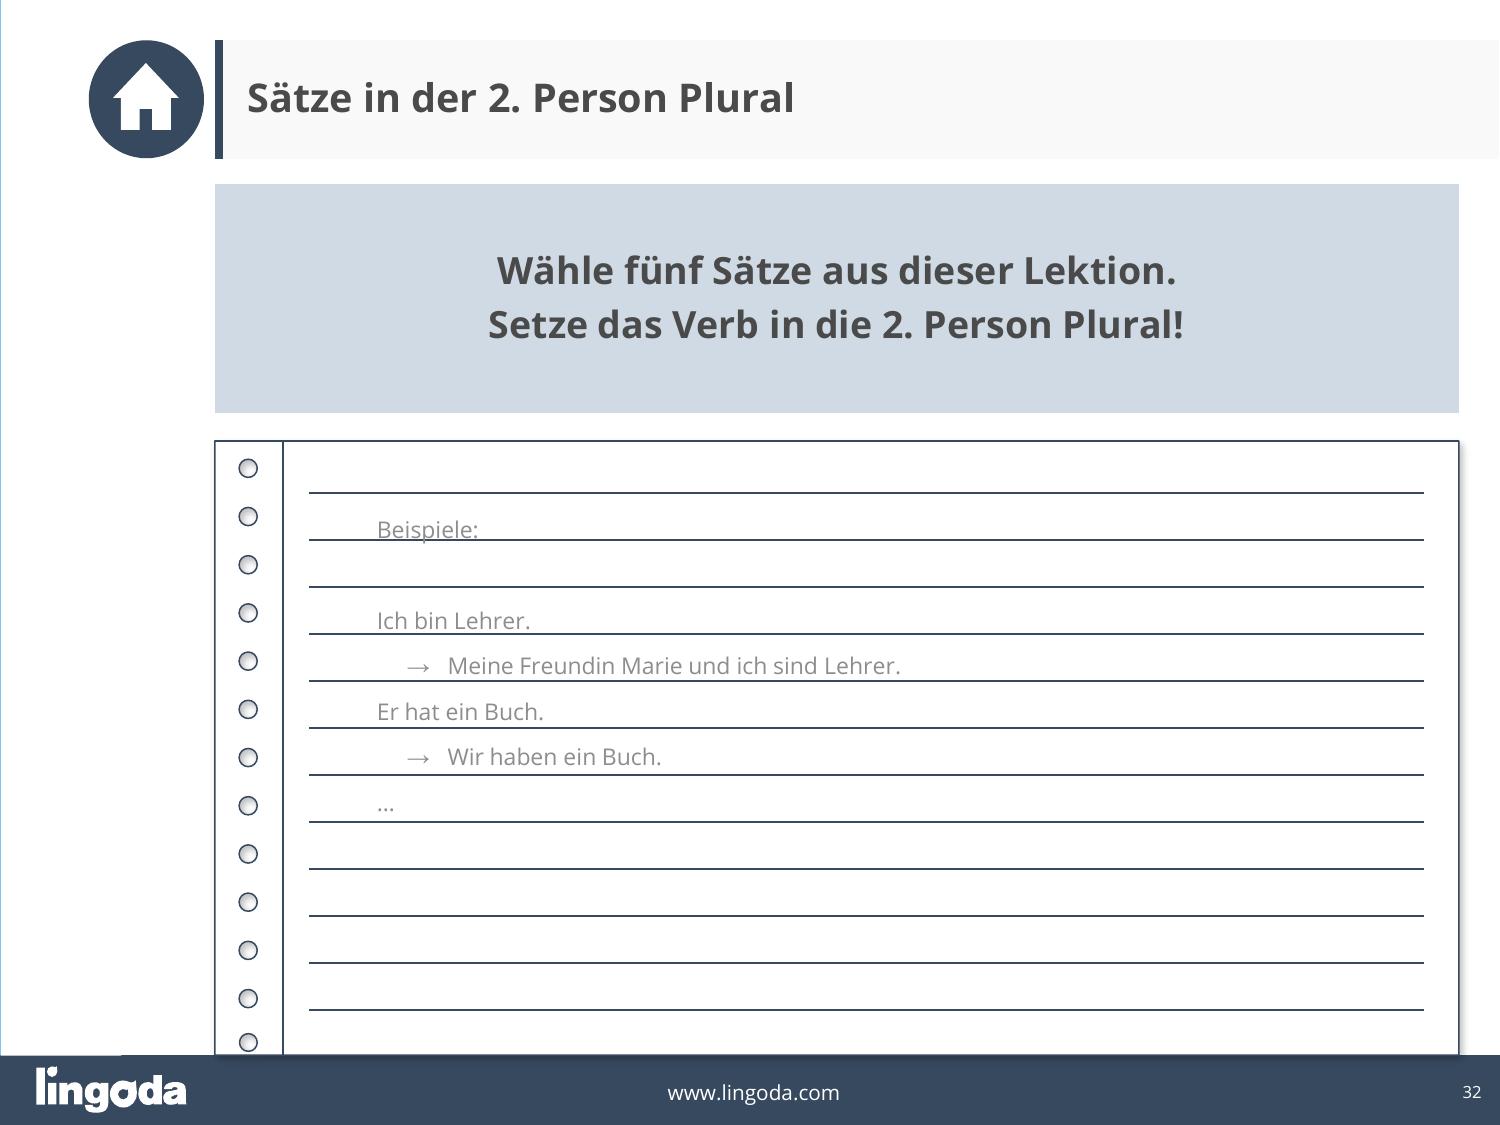 Sätze in der 2. Person Plural
Wähle fünf Sätze aus dieser Lektion.
Setze das Verb in die 2. Person Plural!
Beispiele:
Ich bin Lehrer.
→ Meine Freundin Marie und ich sind Lehrer.
Er hat ein Buch.
→ Wir haben ein Buch.
...
lingoda
www.lingoda.com
32